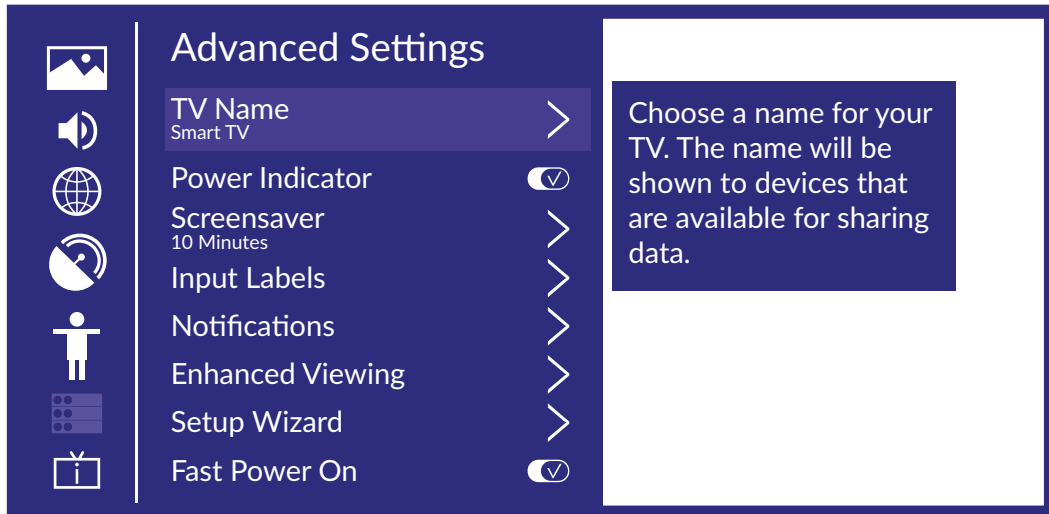 Advanced Settings
TV Name
Smart TV
Power Indicator
Screensaver
10 Minutes
Input Labels
Notifications
Enhanced Viewing
Setup Wizard
Fast Power On
Choose a name for your
TV. The name will be
shown to devices that
are available for sharing
data.
i